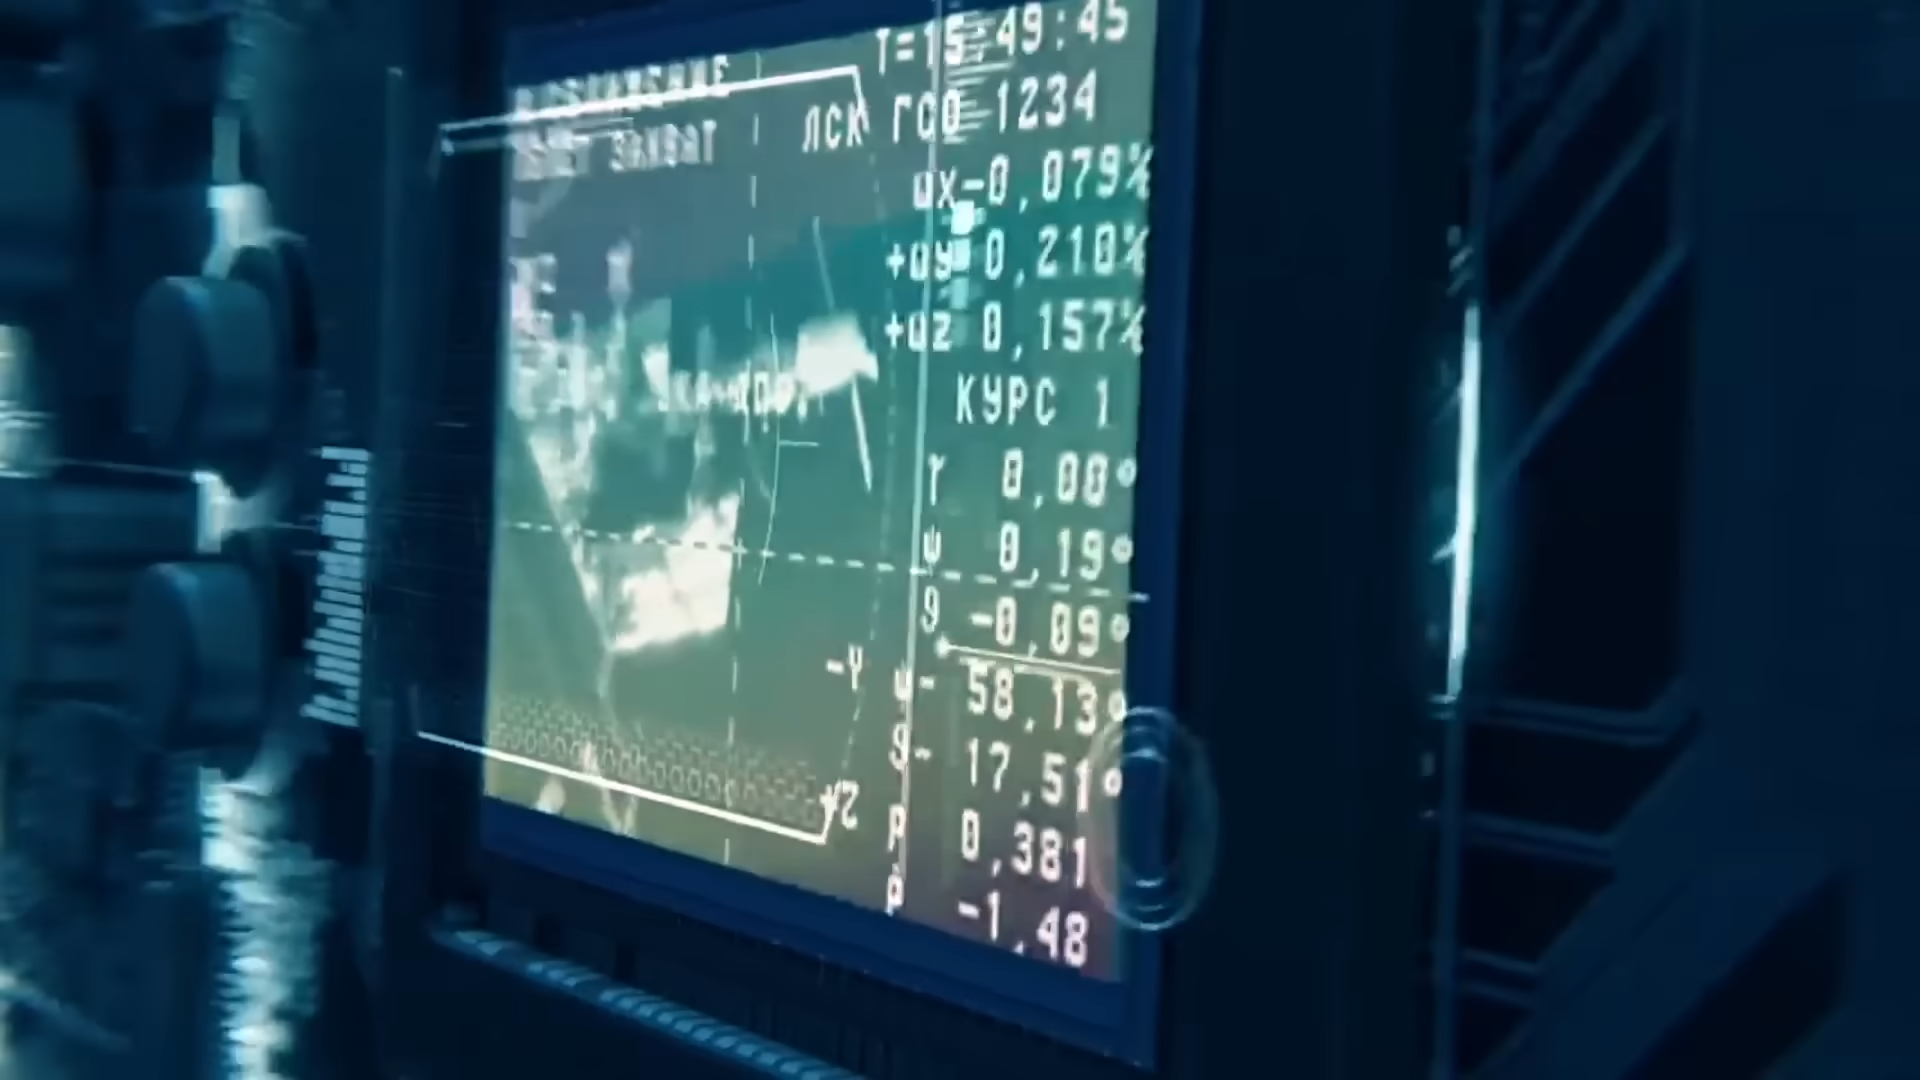 T=15:49:45
ЗАХВАТ
ЛСК ГСО 1234
ωx-0,079%
+ωy 0,210%
+ωz 0,157%
КУРС 1
γ 0,00°
ψ 0,19°
ϑ -0,09°
-Y ψ- 58,13°
ϑ- 17,51°
+Z ρ 0,381
ρ̇ -1,48